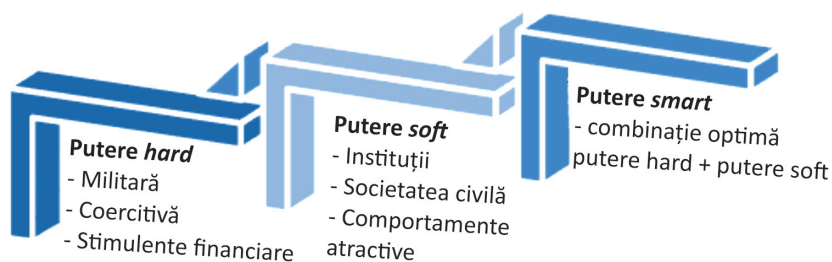 Putere hard
- Militară
- Coercitivă
- Stimulente financiare
Putere soft
- Instituții
- Societatea civilă
- Comportamente
atractive
Putere smart
- combinație optimă
putere hard + putere soft